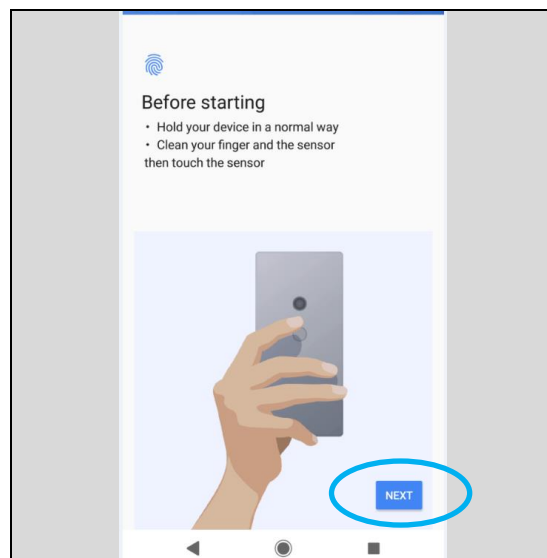 Before starting
• Hold your device in a normal way
• Clean your finger and the sensor
then touch the sensor
NEXT